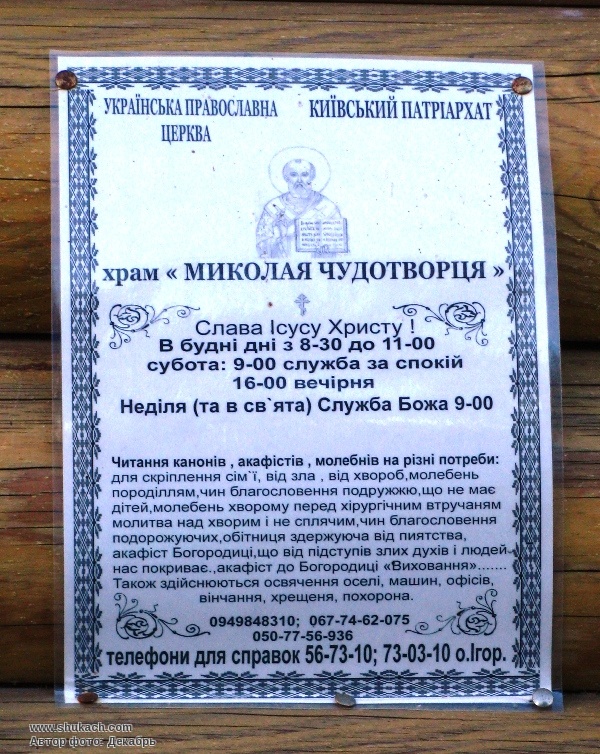 УКРАЇНСЬКА ПРАВОСЛАВНА КИЇВСЬКИЙ ПАТРІАРХАТ
ЦЕРКВА
храм « МИКОЛАЯ ЧУДОТВОРЦЯ »
Слава Ісусу Христу !
В будні дні з 8-30 до 11-00
субота: 9-00 служба за спокій
16-00 вечірня
Неділя (та в св`ята) Служба Божа 9-00
Читання канонів , акафістів , молебнів на різні потреби:
для скріплення сім`ї, від зла , від хвороб,молебень
породіллям,чин благословення подружжю,що не має
дітей,молебень хворому перед хірургічним втручаням
молитва над хворим і не сплячим,чин благословення
подорожуючих,обітниця здержуюча від пиятства,
акафіст Богородиці,що від підступів злих духів і людей
нас покриває.,акафіст до Богородиці «Виховання».......
Також здійснюються освячення оселі, машин, офісів,
вінчання, хрещеня, похорона.
0949848310; 067-74-62-075
050-77-56-936
телефони для справок 56-73-10; 73-03-10 о.Ігор.
www.shukach.com
Автор фото: Декабрь